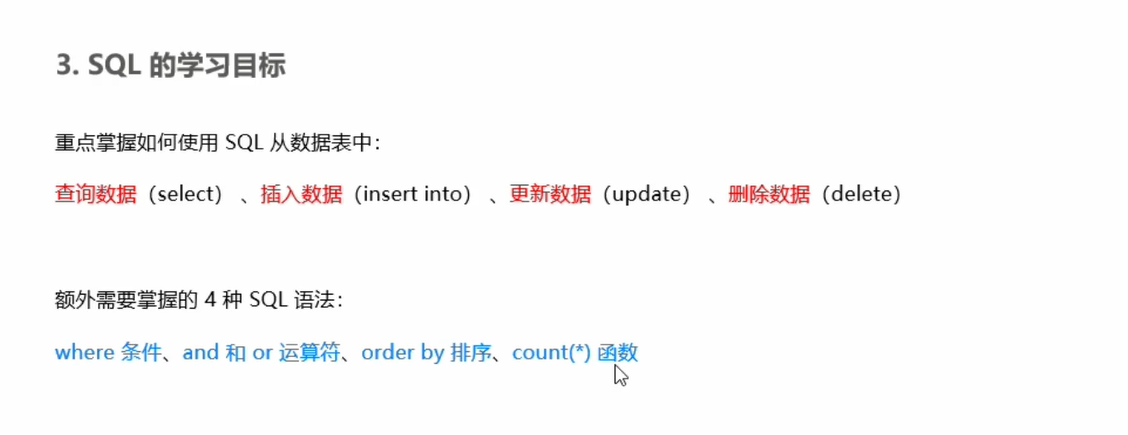 3. SQL 的学习目标
重点掌握如何使用 SQL 从数据表中：
查询数据（select） 、插入数据（insert into） 、更新数据（update） 、删除数据（delete）
额外需要掌握的 4 种 SQL 语法：
where 条件、and 和 or 运算符、order by 排序、count(*) 函数